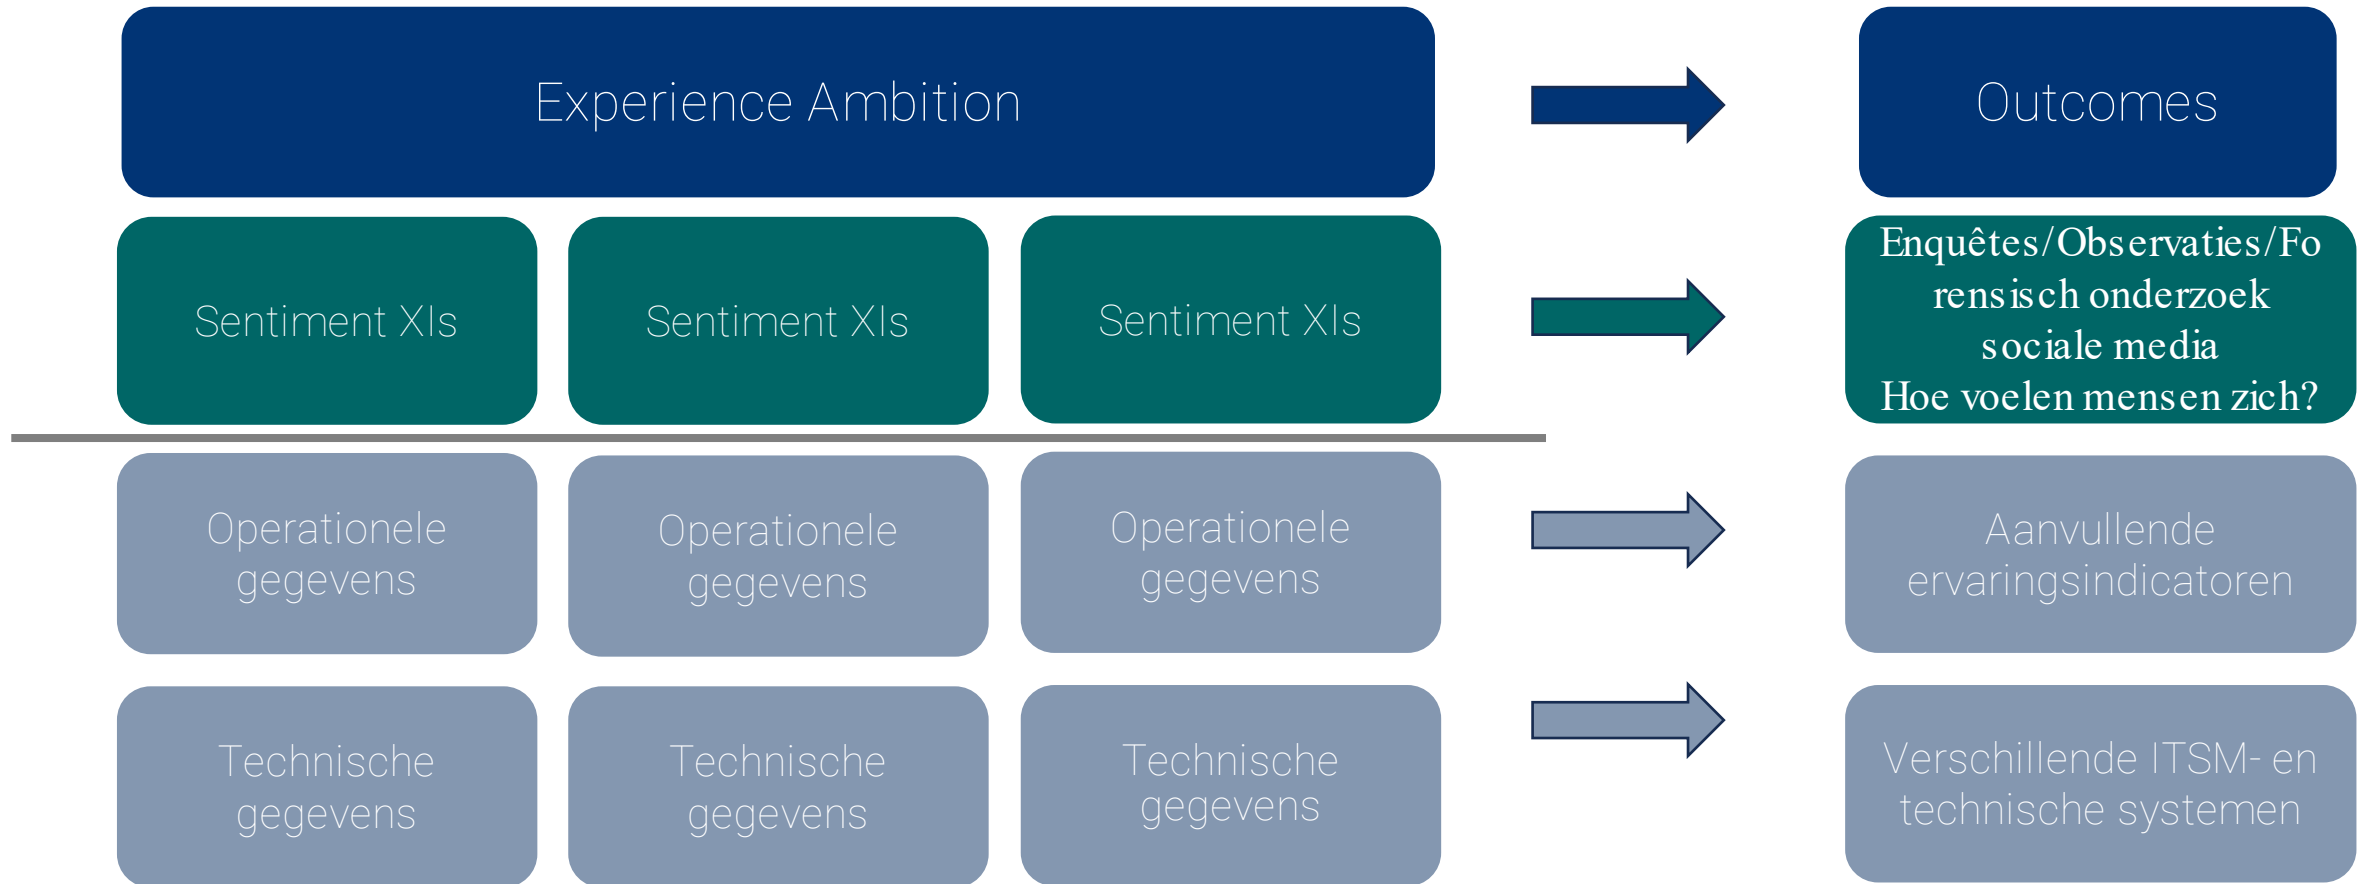 Experience Ambition
Outcomes
Sentiment XIs
Sentiment XIs
Sentiment XIs
Enquêtes/Observaties/Fo
rensisch onderzoek
sociale media
Hoe voelen mensen zich?
Operationele
gegevens
Operationele
gegevens
Operationele
gegevens
Aanvullende
ervaringsindicatoren
Technische
gegevens
Technische
gegevens
Technische
gegevens
Verschillende ITSM- en
technische systemen